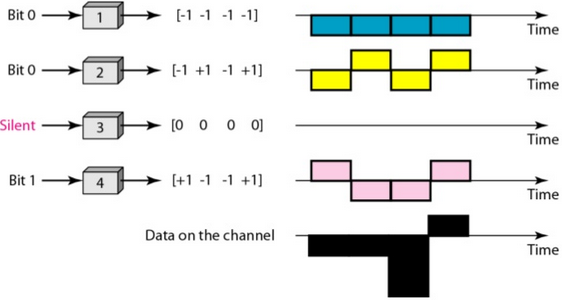 Bit 0 1 [-1 -1 -1 -1] Time
Bit 0 2 [-1 +1 -1 +1] Time
Silent 3 [0 0 0 0] Time
Bit 1 4 [+1 -1 -1 +1] Time
Data on the channel Time